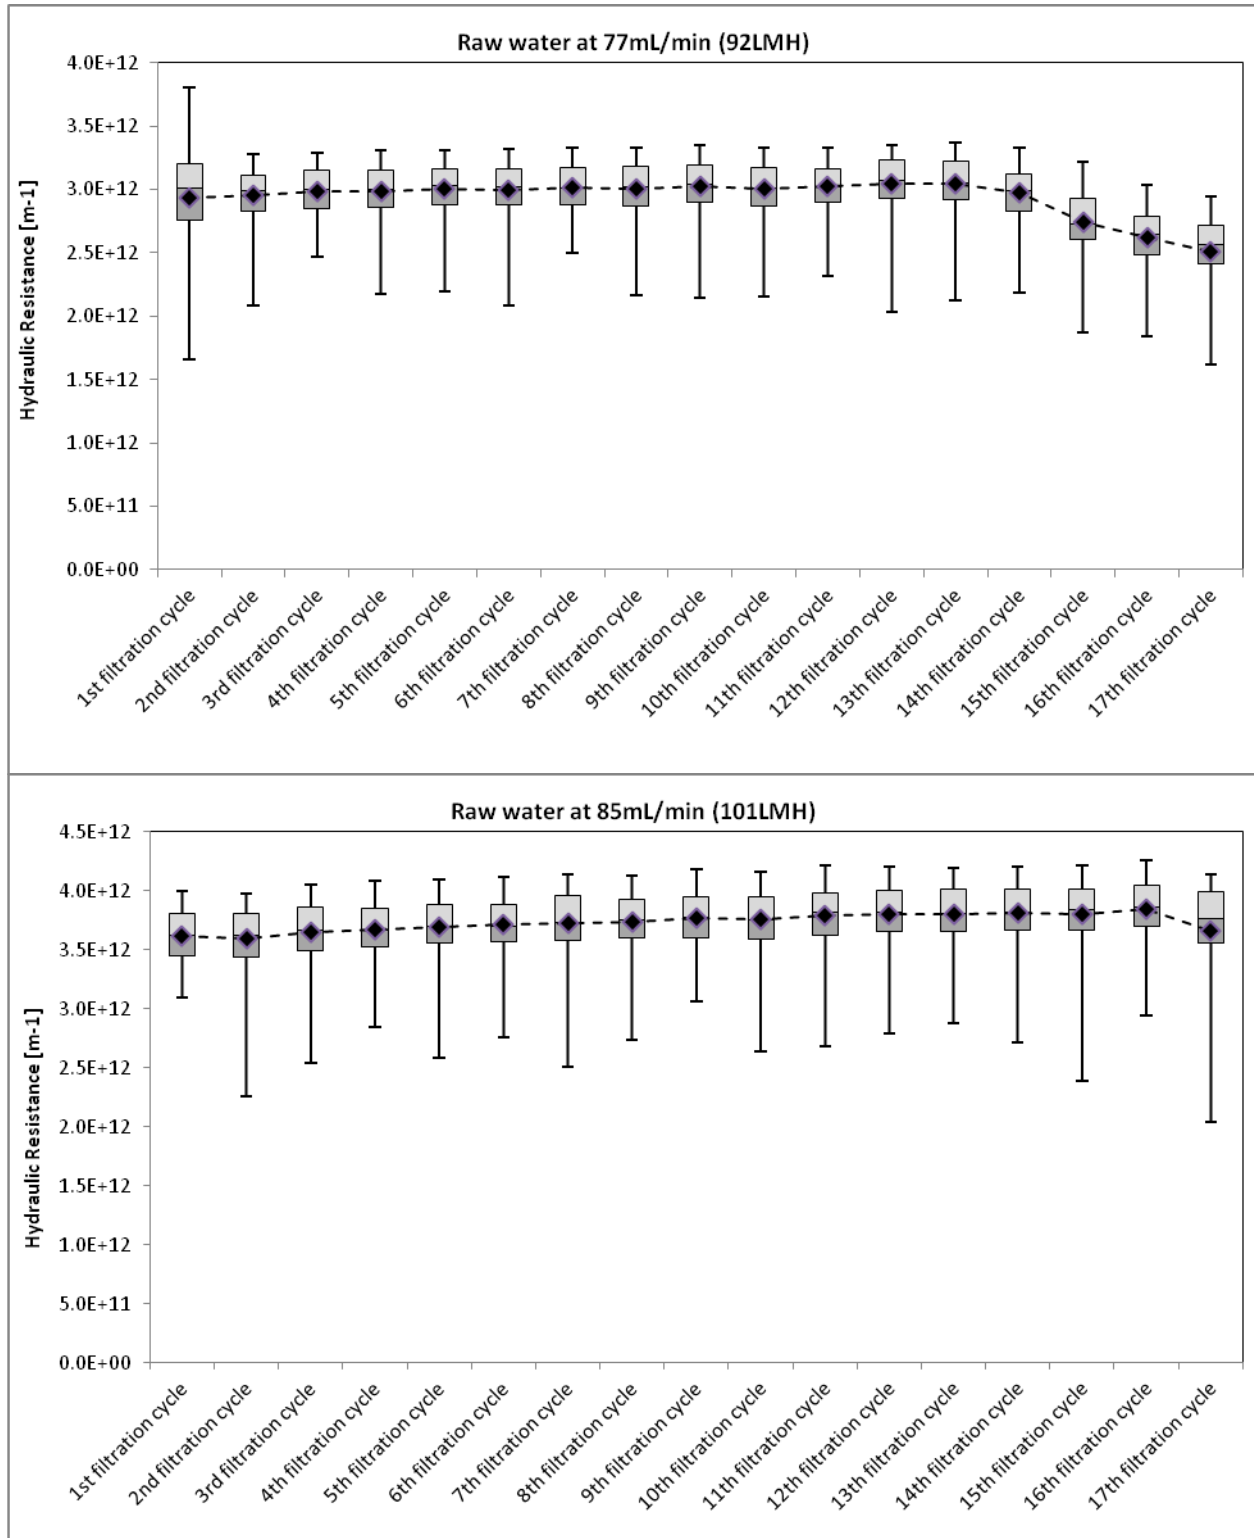 Raw water at 77mL/min (92LMH)
Hydraulic Resistance [m-1]
4.0E+12
3.5E+12
3.0E+12
2.5E+12
2.0E+12
1.5E+12
1.0E+12
5.0E+11
0.0E+00
1st filtration cycle
2nd filtration cycle
3rd filtration cycle
4th filtration cycle
5th filtration cycle
6th filtration cycle
7th filtration cycle
8th filtration cycle
9th filtration cycle
10th filtration cycle
11th filtration cycle
12th filtration cycle
13th filtration cycle
14th filtration cycle
15th filtration cycle
16th filtration cycle
17th filtration cycle
Raw water at 85mL/min (101LMH)
Hydraulic Resistance [m-1]
4.5E+12
4.0E+12
3.5E+12
3.0E+12
2.5E+12
2.0E+12
1.5E+12
1.0E+12
5.0E+11
0.0E+00
1st filtration cycle
2nd filtration cycle
3rd filtration cycle
4th filtration cycle
5th filtration cycle
6th filtration cycle
7th filtration cycle
8th filtration cycle
9th filtration cycle
10th filtration cycle
11th filtration cycle
12th filtration cycle
13th filtration cycle
14th filtration cycle
15th filtration cycle
16th filtration cycle
17th filtration cycle